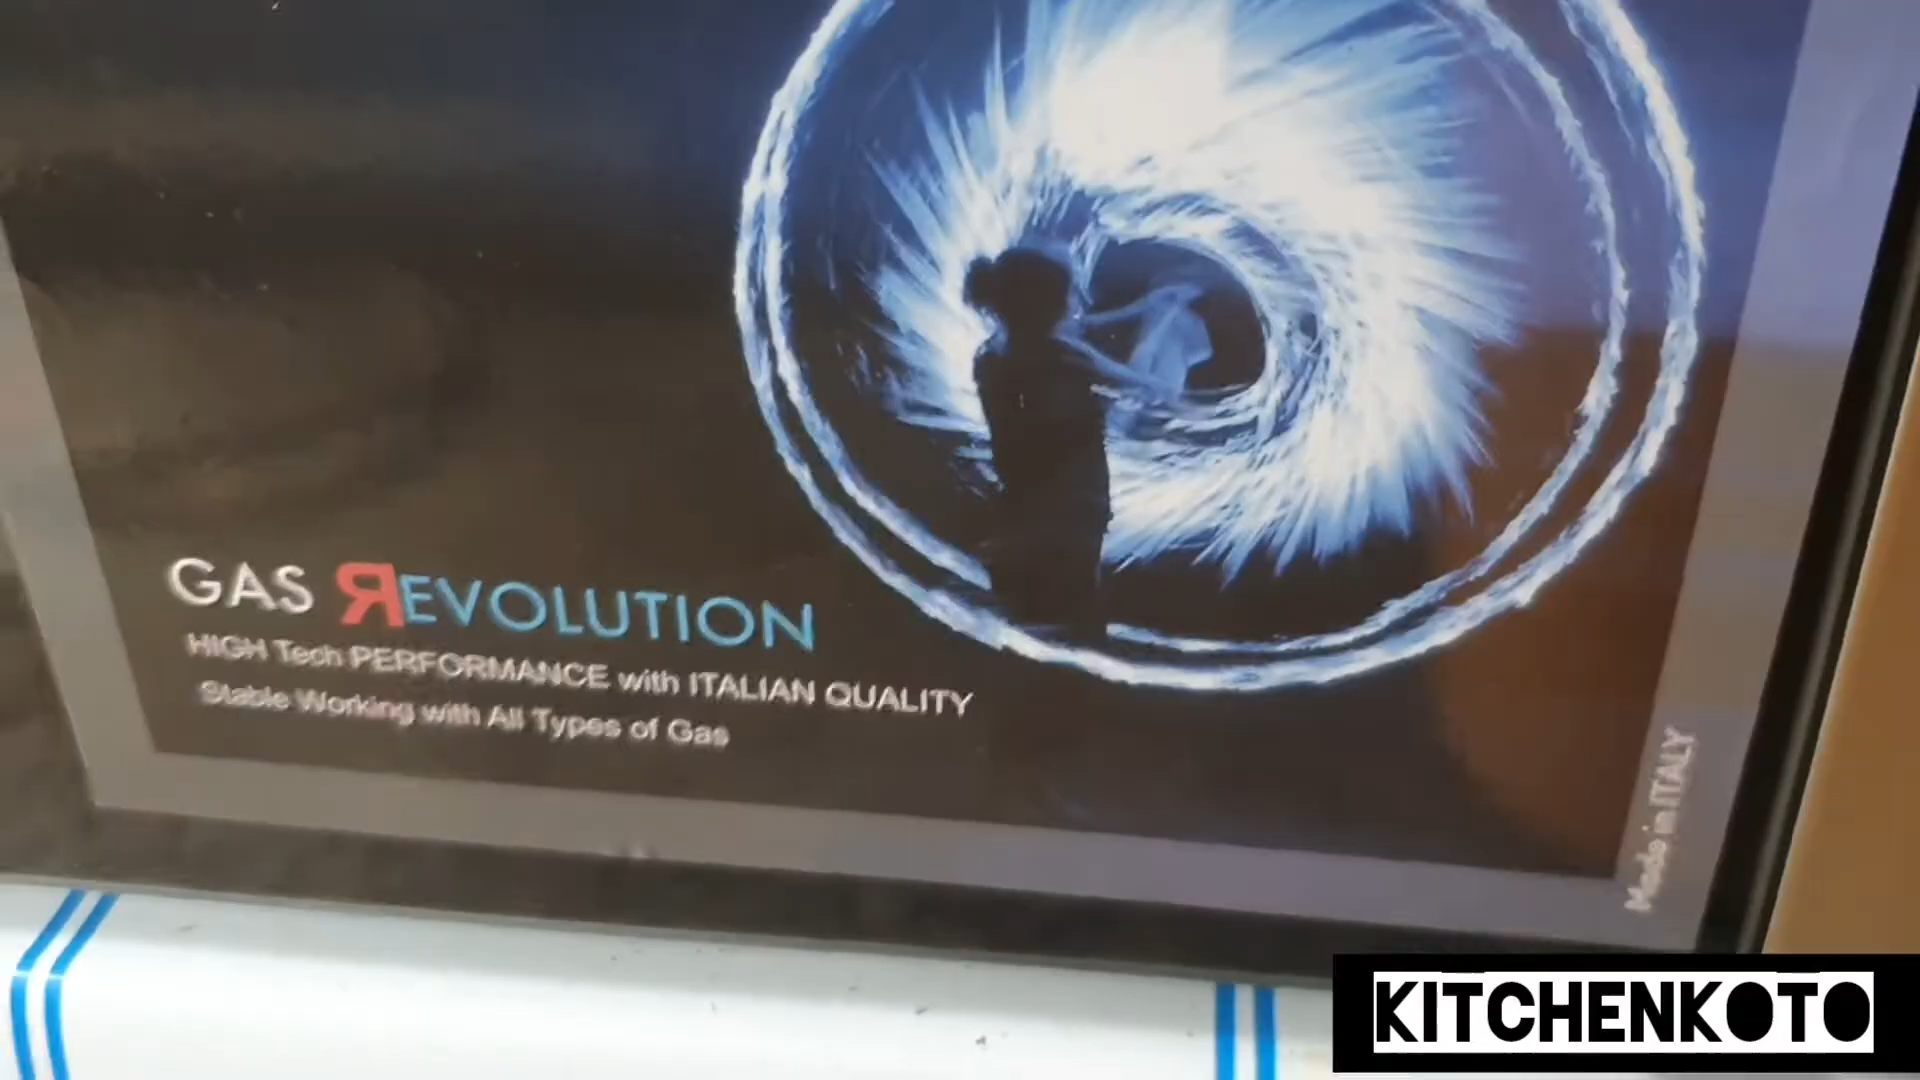 GAS ЯEVOLUTION
HIGH Tech PERFORMANCE with ITALIAN QUALITY
Stable Working with All Types of Gas
Made in ITALY
KITCHENKOTO